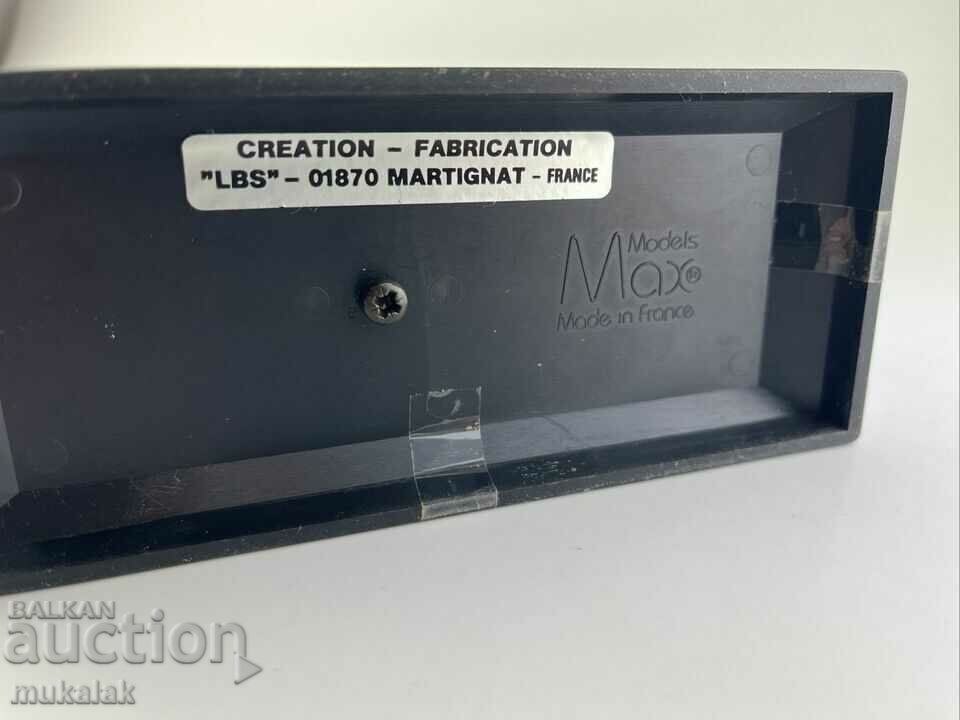 CREATION - FABRICATION
"LBS" - 01870 MARTIGNAT - FRANCE
Models
Max
Made in France
BALKAN
auction
mukalak